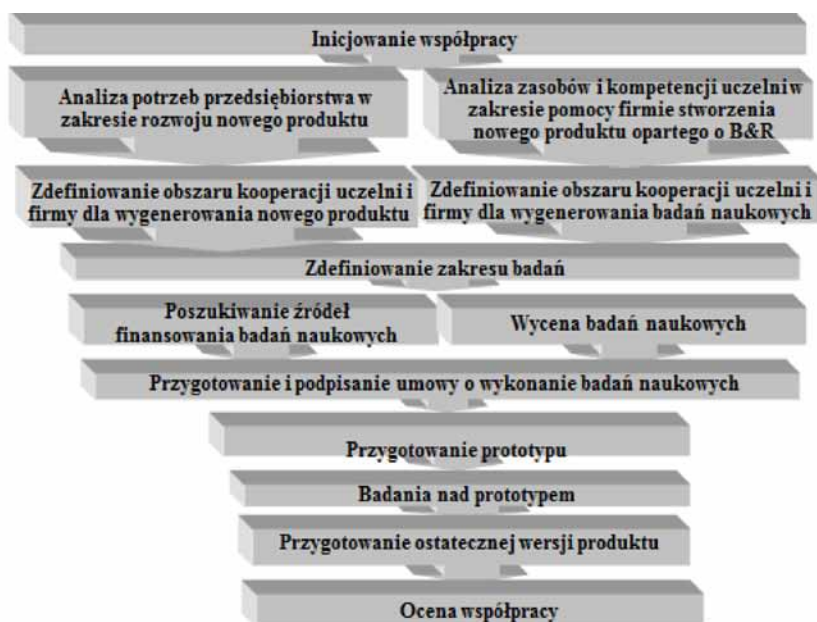 Inicjowanie współpracy
Analiza potrzeb przedsiębiorstwa w
zakresie rozwoju nowego produktu
Analiza zasobów i kompetencji uczelni w
zakresie pomocy firmie stworzenia
nowego produktu opartego o B&R
Zdefiniowanie obszaru kooperacji uczelni i
firmy dla wygenerowania nowego produktu
Zdefiniowanie obszaru kooperacji uczelni i
firmy dla wygenerowania badań naukowych
Zdefiniowanie zakresu badań
Poszukiwanie źródeł
finansowania badań naukowych
Wycena badań naukowych
Przygotowanie i podpisanie umowy o wykonanie badań naukowych
Przygotowanie prototypu
Badania nad prototypem
Przygotowanie ostatecznej wersji produktu
Ocena współpracy